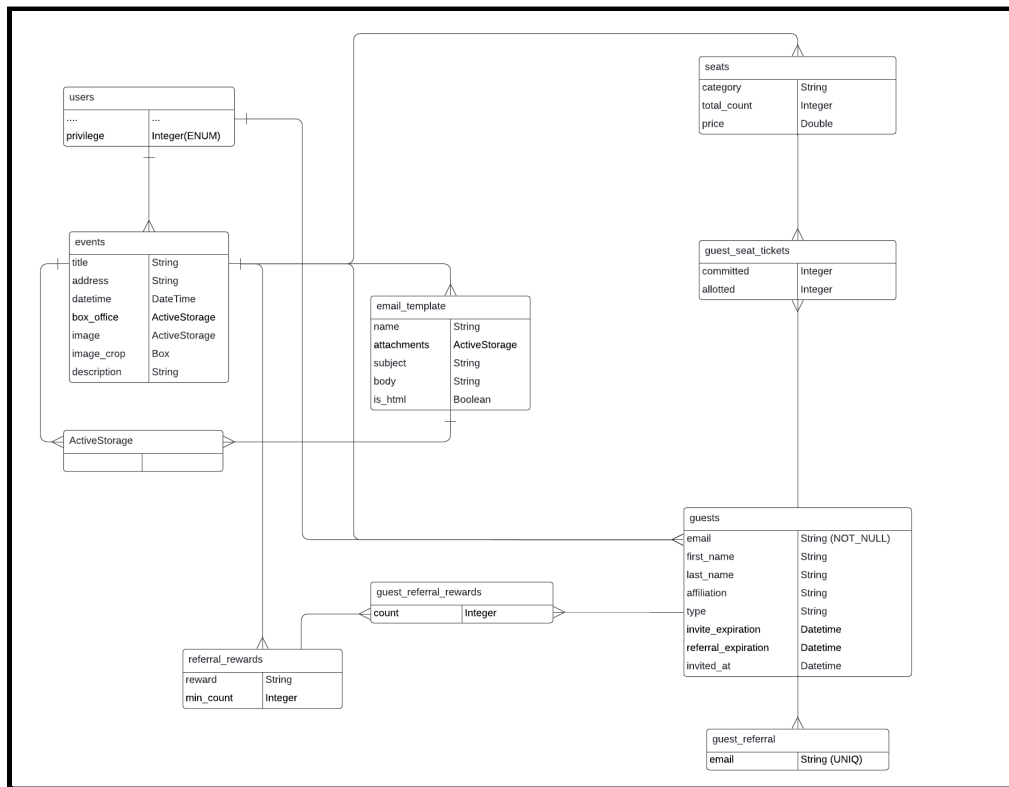 users
.... ...
privilege Integer(ENUM)
seats
category String
total_count Integer
price Double
events
title String
address String
datetime DateTime
box_office ActiveStorage
image ActiveStorage
image_crop Box
description String
guest_seat_tickets
committed Integer
allotted Integer
email_template
name String
attachments ActiveStorage
subject String
body String
is_html Boolean
ActiveStorage
guests
email String (NOT_NULL)
first_name String
last_name String
affiliation String
type String
invite_expiration Datetime
referral_expiration Datetime
invited_at Datetime
guest_referral_rewards
count Integer
referral_rewards
reward String
min_count Integer
guest_referral
email String (UNIQ)